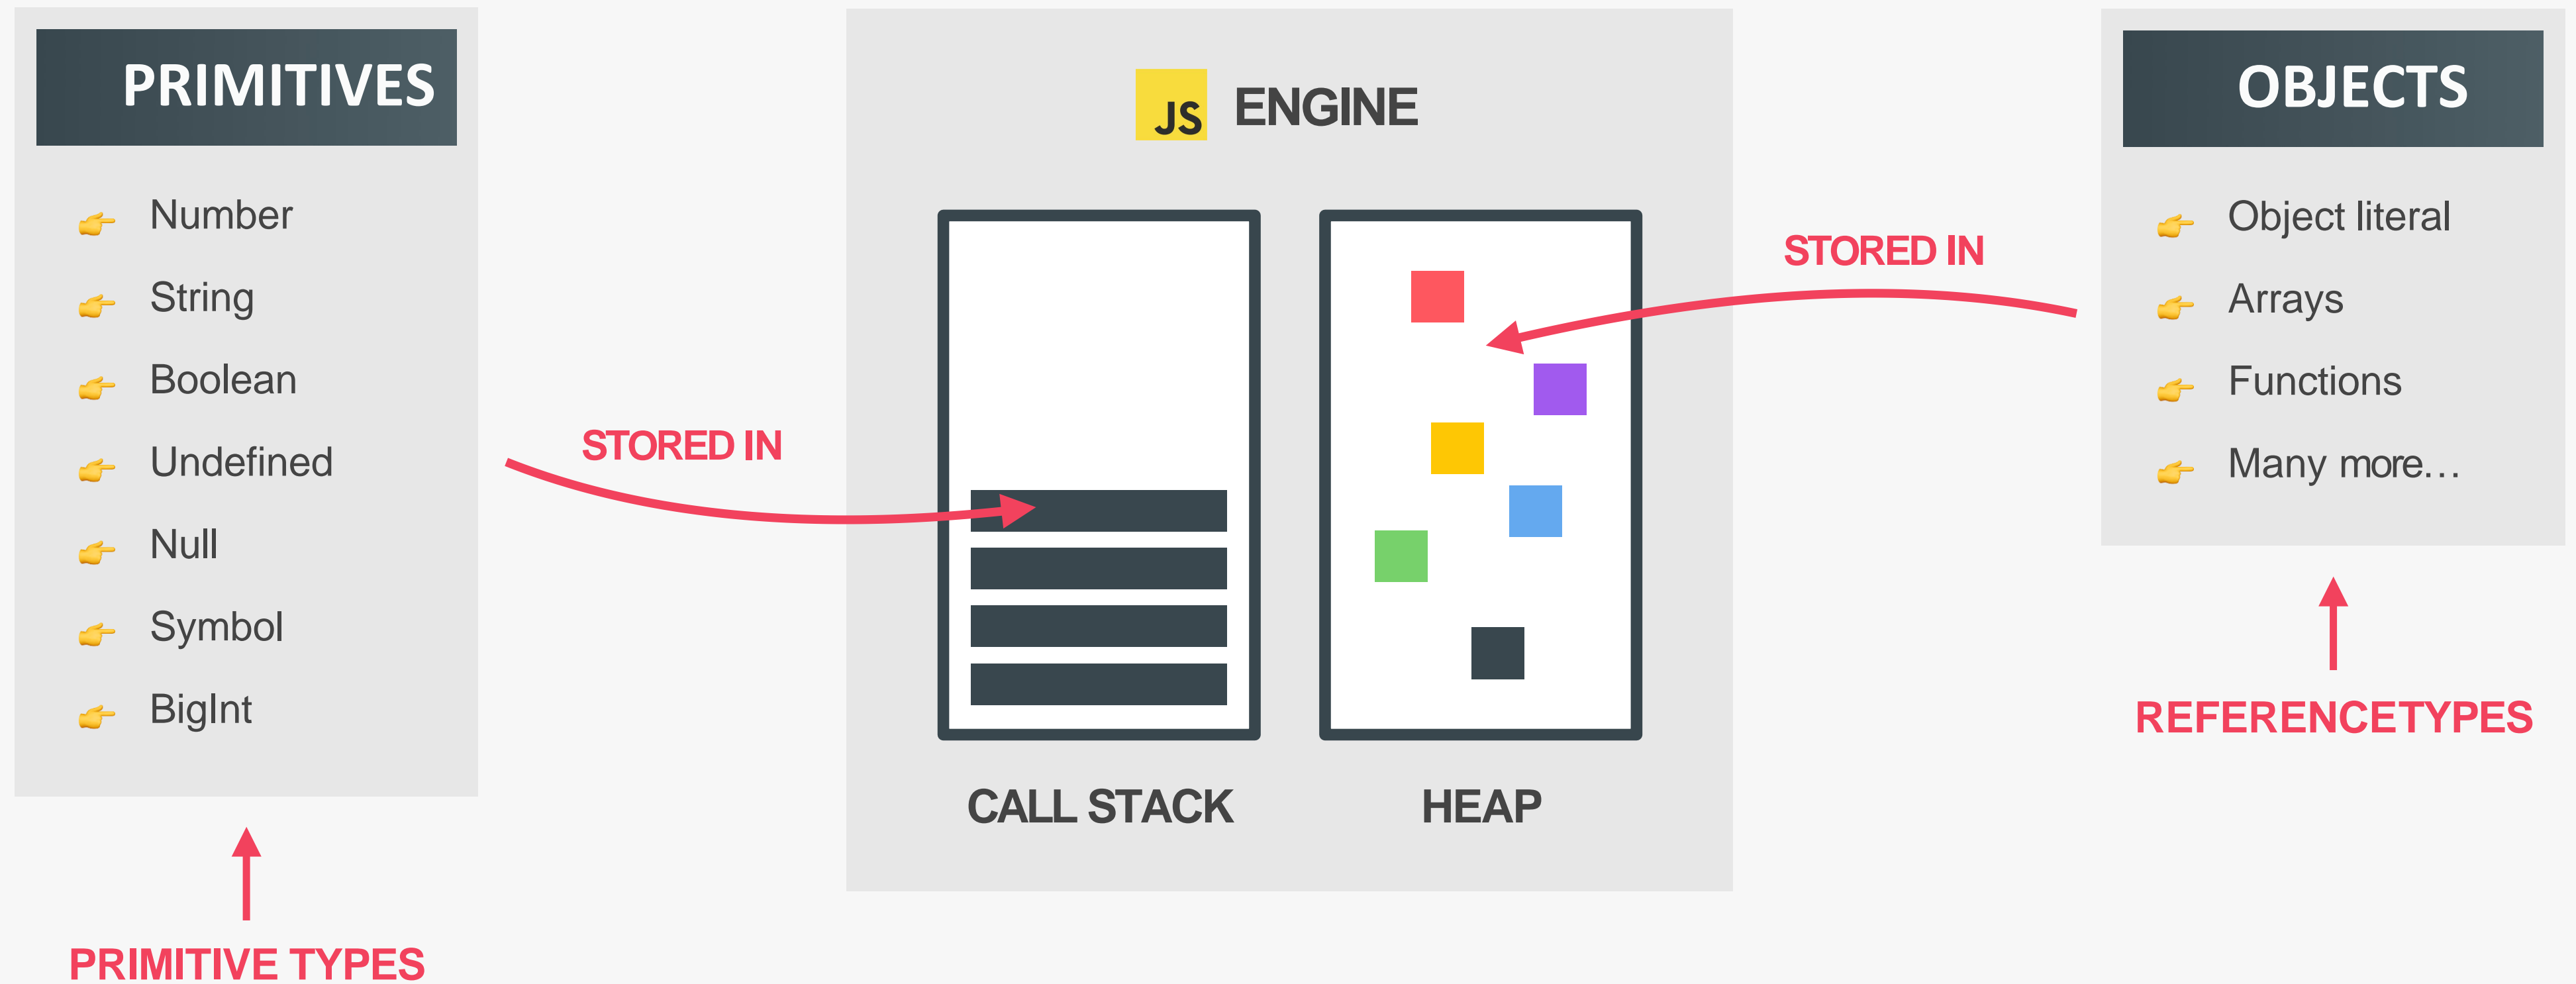 PRIMITIVES
Number
String
Boolean
Undefined
Null
Symbol
BigInt
PRIMITIVE TYPES
STORED IN
JS ENGINE
CALL STACK
HEAP
STORED IN
OBJECTS
Object literal
Arrays
Functions
Many more…
REFERENCETYPES